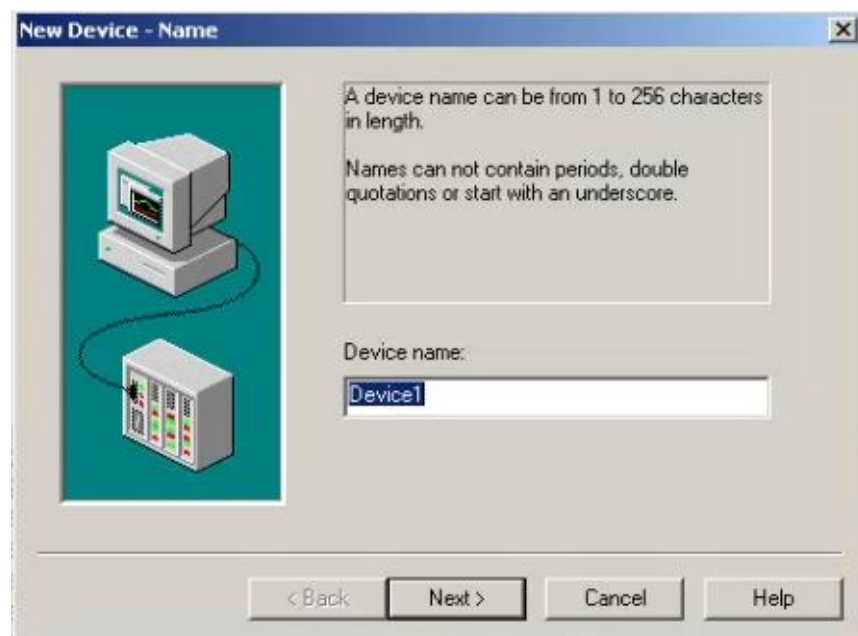 New Device - Name
A device name can be from 1 to 256 characters
in length.
Names can not contain periods, double
quotations or start with an underscore.
Device name:
Device1
< Back
Next >
Cancel
Help